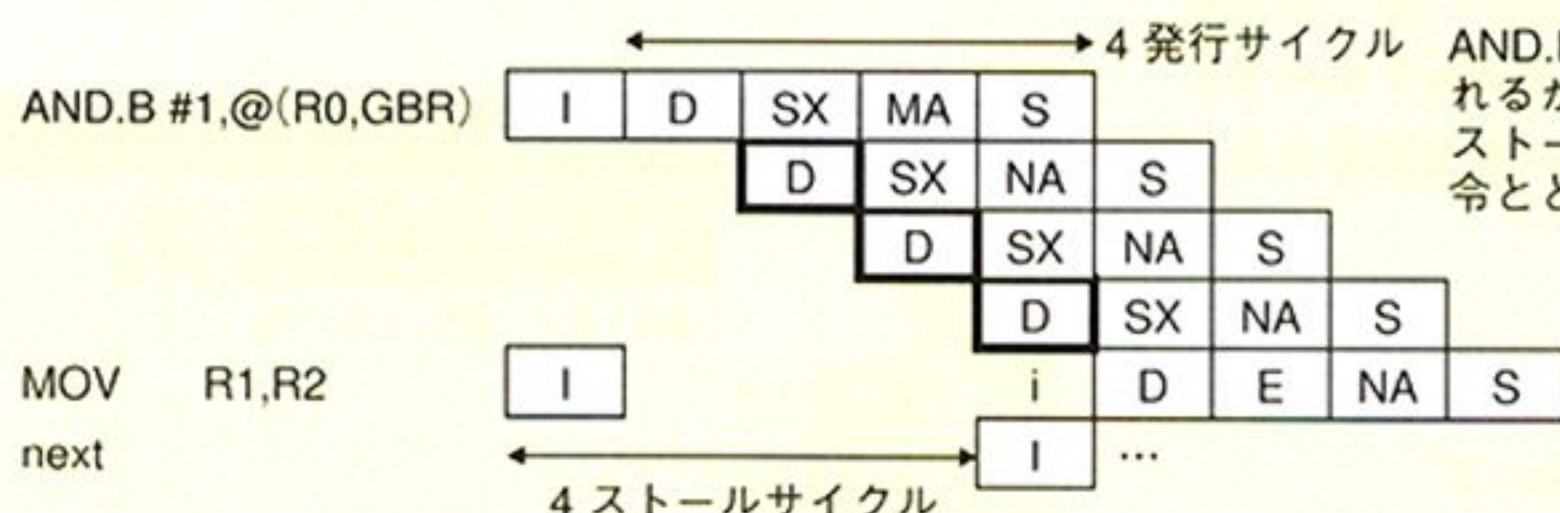 4 発行サイクル
AND.B #1,@(R0,GBR) I D SX MA S
D SX NA S
D SX NA S
D SX NA S
MOV R1,R2 I i D E NA S
next I …
4 ストールサイクル
AND.
れる
ストー
令と